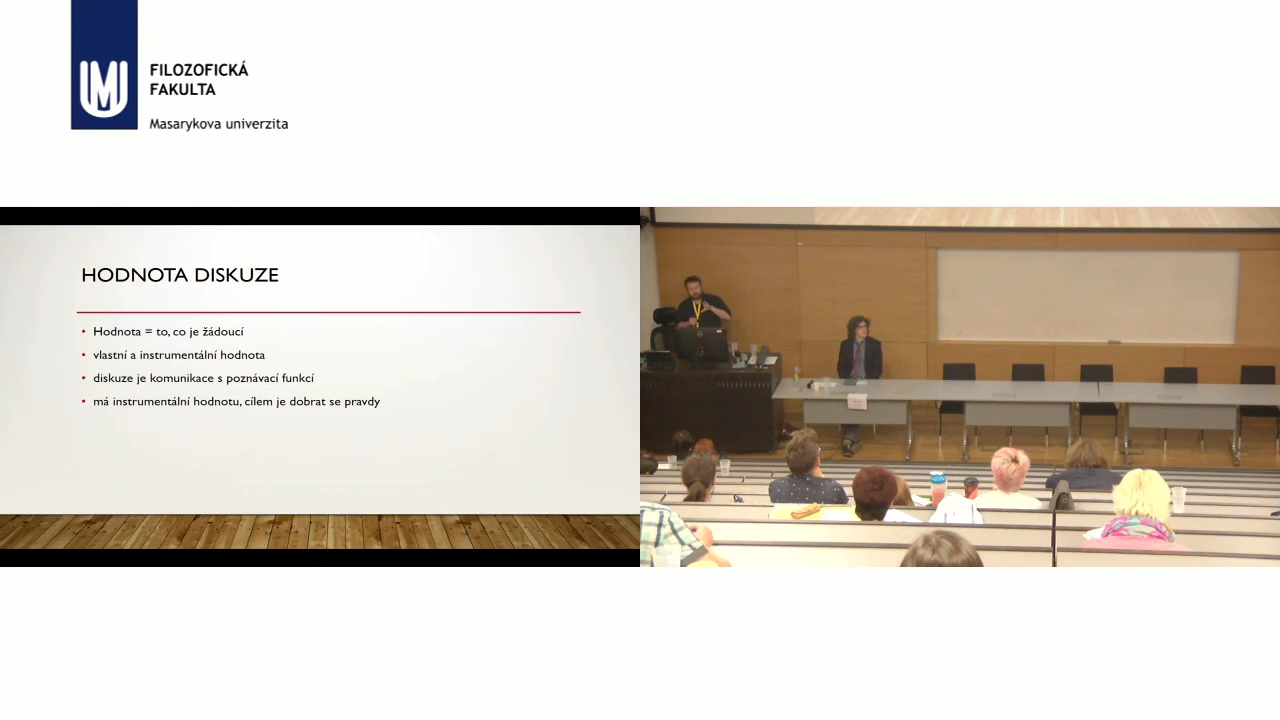 FILOZOFICKÁ
FAKULTA
Masarykova univerzita
HODNOTA DISKUZE
• Hodnota = to, co je žádoucí
• vlastní a instrumentální hodnota
• diskuze je komunikace s poznávací funkcí
• má instrumentální hodnotu, cílem je dobrat se pravdy